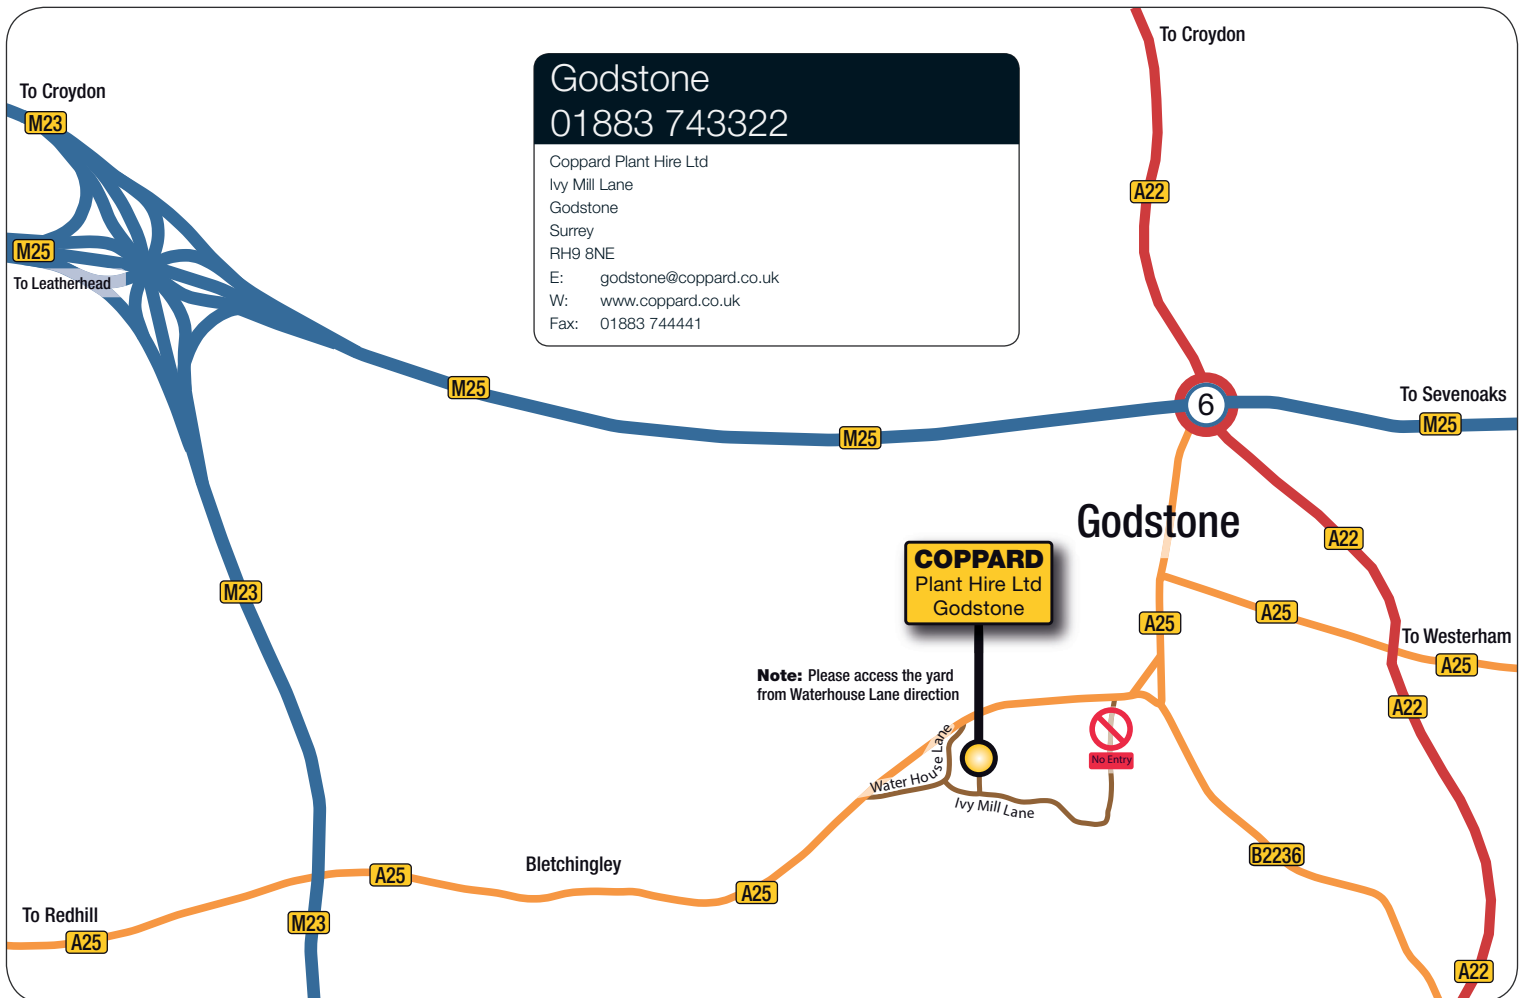 To Croydon
To Croydon
M23
Godstone
01883 743322
Coppard Plant Hire Ltd
Ivy Mill Lane
Godstone
Surrey
RH9 8NE
E: godstone@coppard.co.uk
W: www.coppard.co.uk
Fax: 01883 744441
A22
M25
To Leatherhead
M25
M25
6
To Sevenoaks
M25
Godstone
A22
COPPARD
Plant Hire Ltd
Godstone
M23
A25
A25
To Westerham
A25
Note: Please access the yard
from Waterhouse Lane direction
A22
No Entry
Water House Lane
Ivy Mill Lane
B2236
Bletchingley
A25
A25
To Redhill
A25
M23
A22